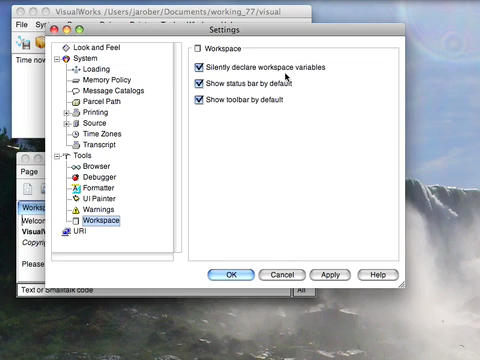 VisualWorks /Users/jarober/Documents/working_77/visual
File
Time now
Settings
Look and Feel
System
Loading
Memory Policy
Message Catalogs
Parcel Path
Printing
Source
Time Zones
Transcript
Tools
Browser
Debugger
Formatter
UI Painter
Warnings
Workspace
URI
Workspace
Silently declare workspace variables
Show status bar by default
Show toolbar by default
OK Cancel Apply Help
Page
Works
Welcom
Visual
Copyrig
Please
Text or Smalltalk code All